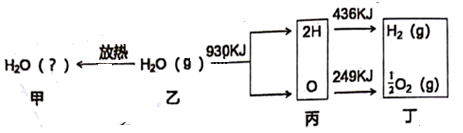 436KJ
放热 930KJ 2H H₂ (g)
H₂O (?) H₂O (g)
249KJ
甲 乙 O ½O₂ (g)
丙 丁